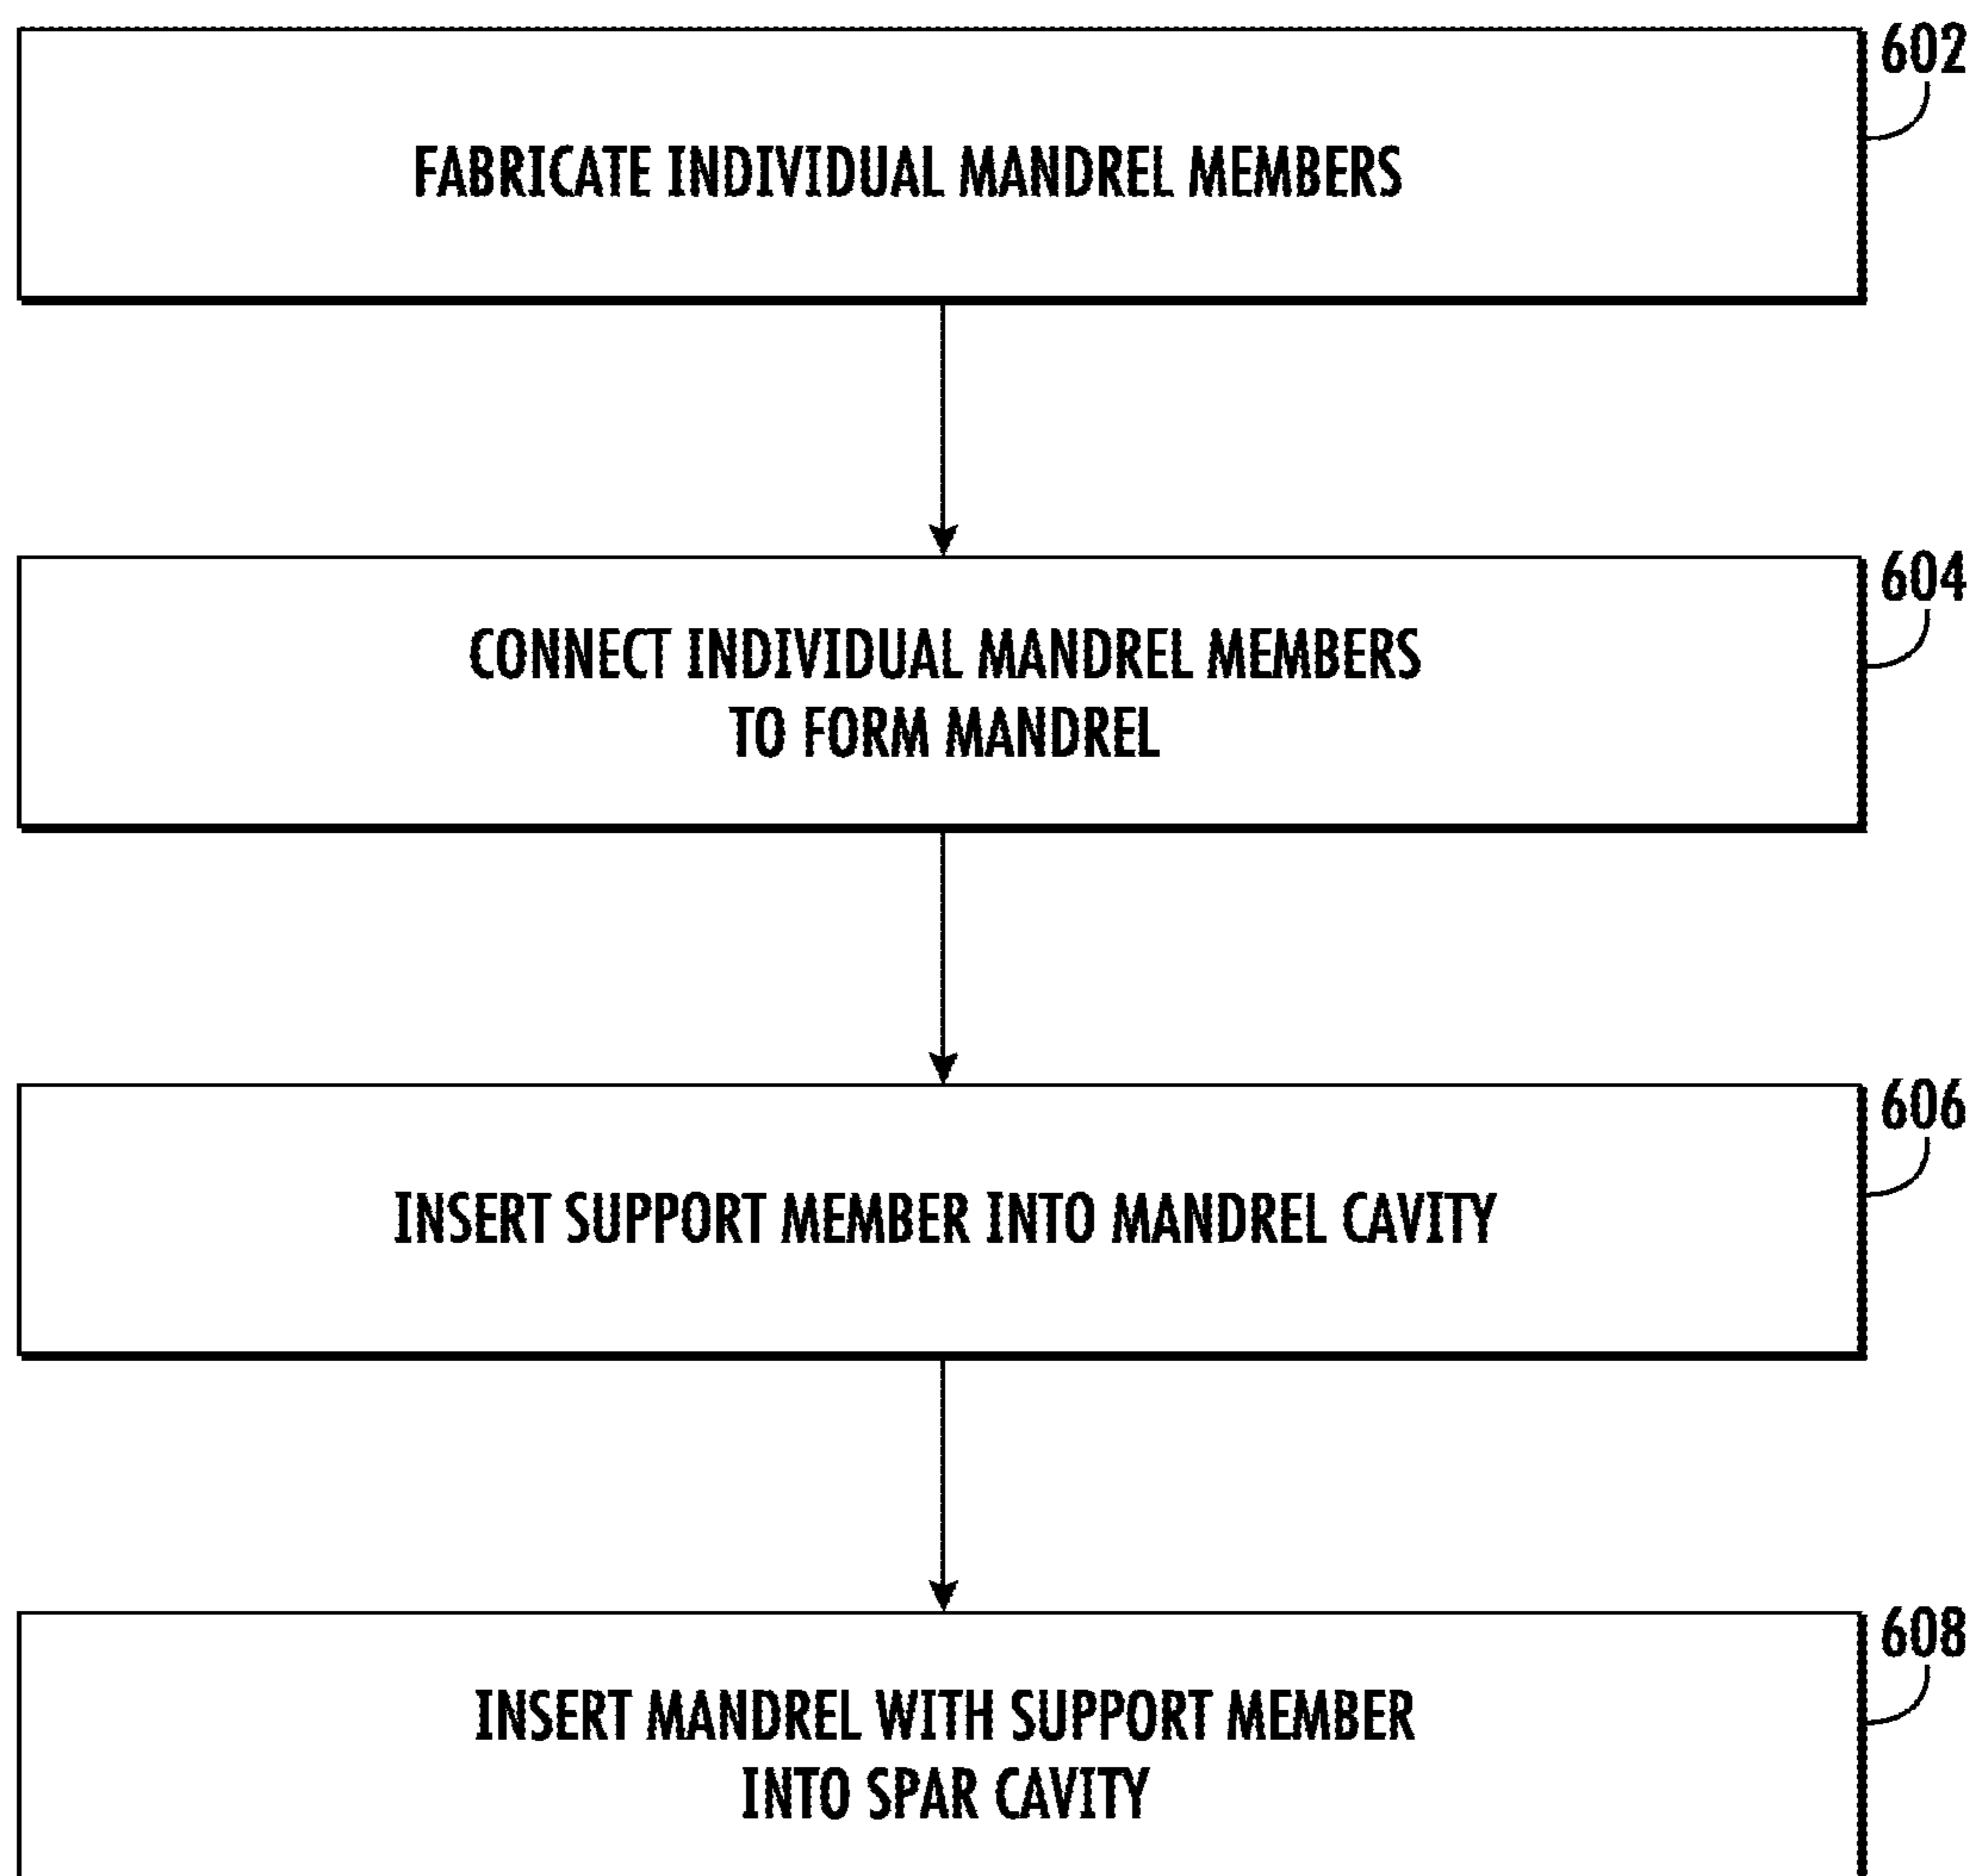 602
FABRICATE INDIVIDUAL MANDREL MEMBERS
604
CONNECT INDIVIDUAL MANDREL MEMBERS
TO FORM MANDREL
606
INSERT SUPPORT MEMBER INTO MANDREL CAVITY
608
INSERT MANDREL WITH SUPPORT MEMBER
INTO SPAR CAVITY